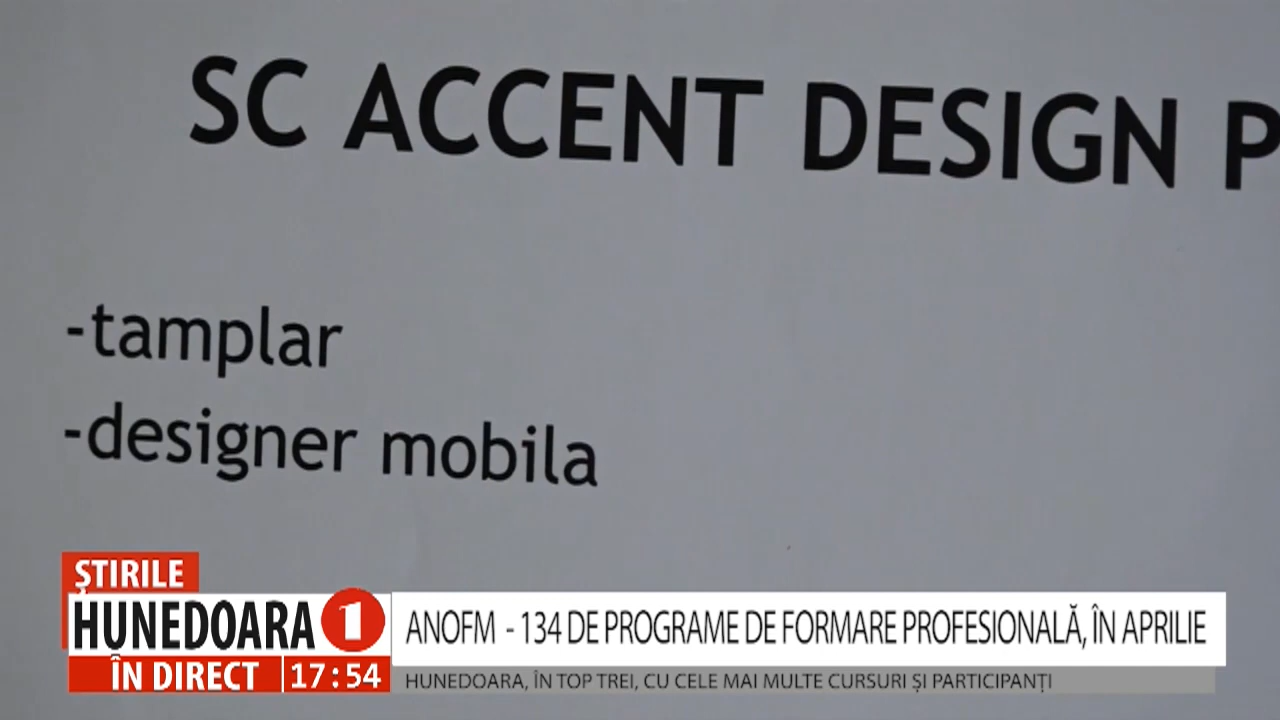 SC ACCENT DESIGN P
-tamplar
-designer mobila
ȘTIRILE
HUNEDOARA 1
ÎN DIRECT 17:54
ANOFM - 134 DE PROGRAME DE FORMARE PROFESIONALĂ, ÎN APRILIE
HUNEDOARA, ÎN TOP TREI, CU CELE MAI MULTE CURSURI ȘI PARTICIPANȚI